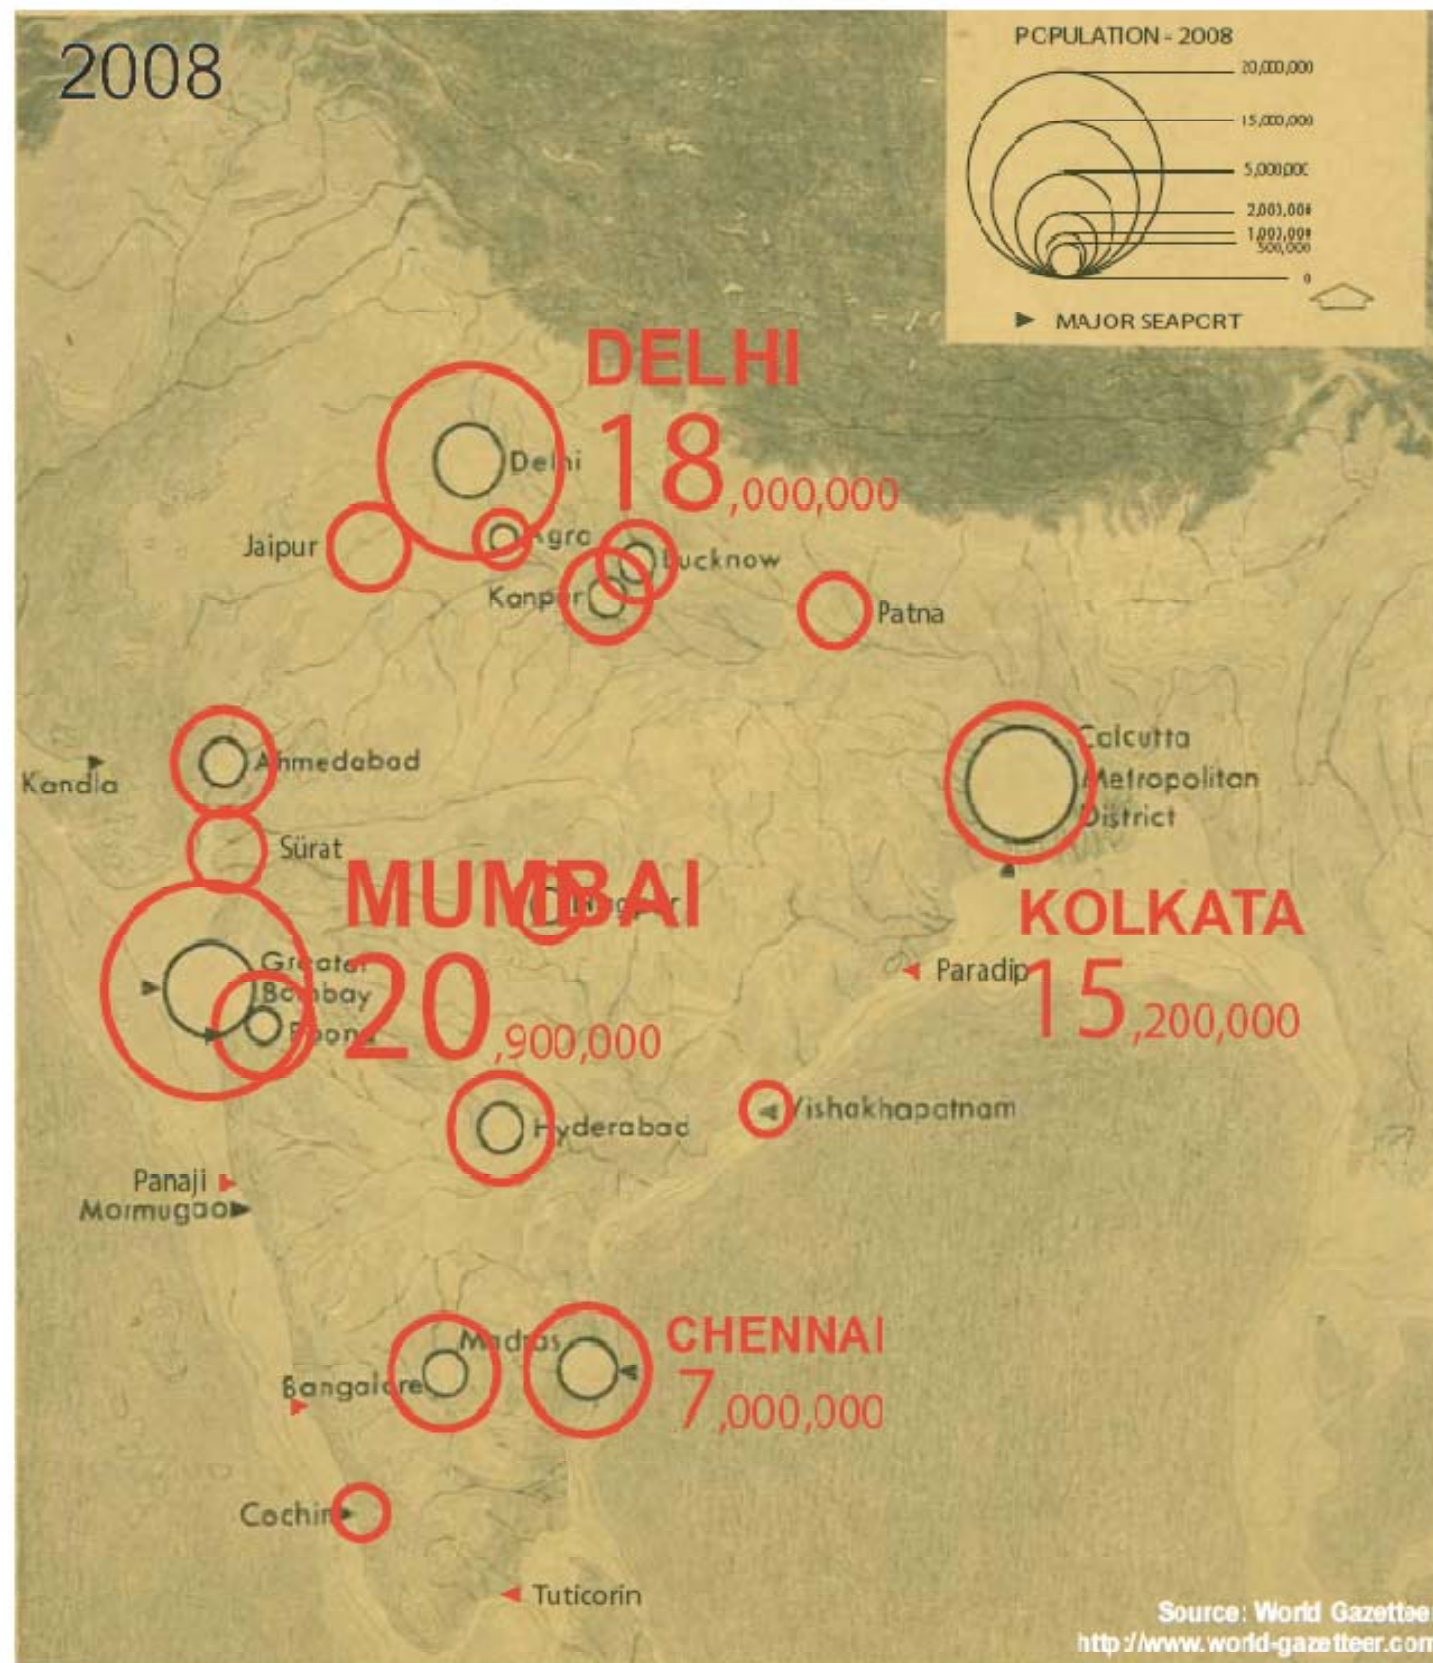 2008
POPULATION - 2008
20,000,000
15,000,000
5,000,000
2,000,000
1,000,000
500,000
0
MAJOR SEAPORT
DELHI
18,000,000
Delhi
Jaipur
Agra
Lucknow
Kanpur
Patna
Ahmedabad
Kandla
Calcutta
Metropolitan
District
Sürat
MUMBAI
20,900,000
KOLKATA
15,200,000
Greater
Bombay
Poona
Paradip
Hyderabad
Vishakhapatnam
Panaji
Mormugao
Madras
CHENNAI
7,000,000
Bangalore
Cochin
Tuticorin
Source: World Gazetteer
http://www.world-gazetteer.com